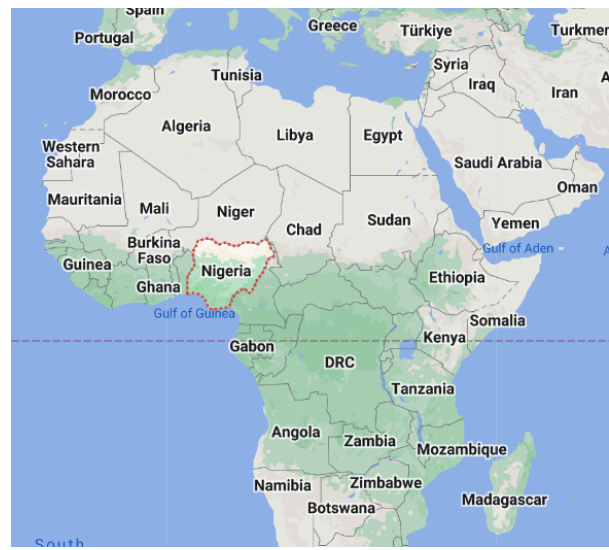 Spain
Portugal
Greece
Türkiye
Turkmen
Tunisia
Syria
Morocco
Iraq
Iran
A
Algeria
Libya
Egypt
Western
Sahara
Saudi Arabia
Oman
Mauritania
Mali
Niger
Chad
Sudan
Yemen
Burkina
Faso
Gulf of Aden
A
Guinea
Nigeria
Ethiopia
Ghana
Gulf of Guinea
Somalia
Kenya
Gabon
DRC
Tanzania
Angola
Zambia
Mozambique
Namibia
Zimbabwe
Madagascar
Botswana
South